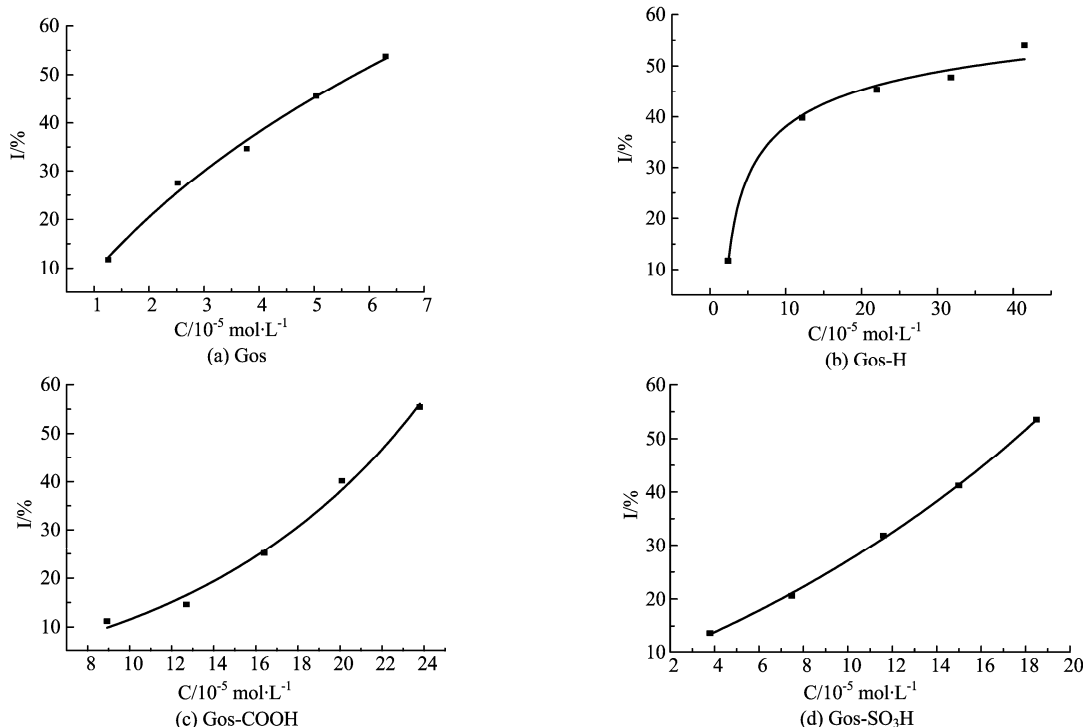 60
50
40
30
20
10
I/%
1 2 3 4 5 6 7
C/10⁻⁵ mol·L⁻¹
(a) Gos
60
50
40
30
20
10
I/%
0 10 20 30 40
C/10⁻⁵ mol·L⁻¹
(b) Gos-H
60
50
40
30
20
10
I/%
8 10 12 14 16 18 20 22 24
C/10⁻⁵ mol·L⁻¹
(c) Gos-COOH
60
50
40
30
20
10
I/%
2 4 6 8 10 12 14 16 18 20
C/10⁻⁵ mol·L⁻¹
(d) Gos-SO₃H